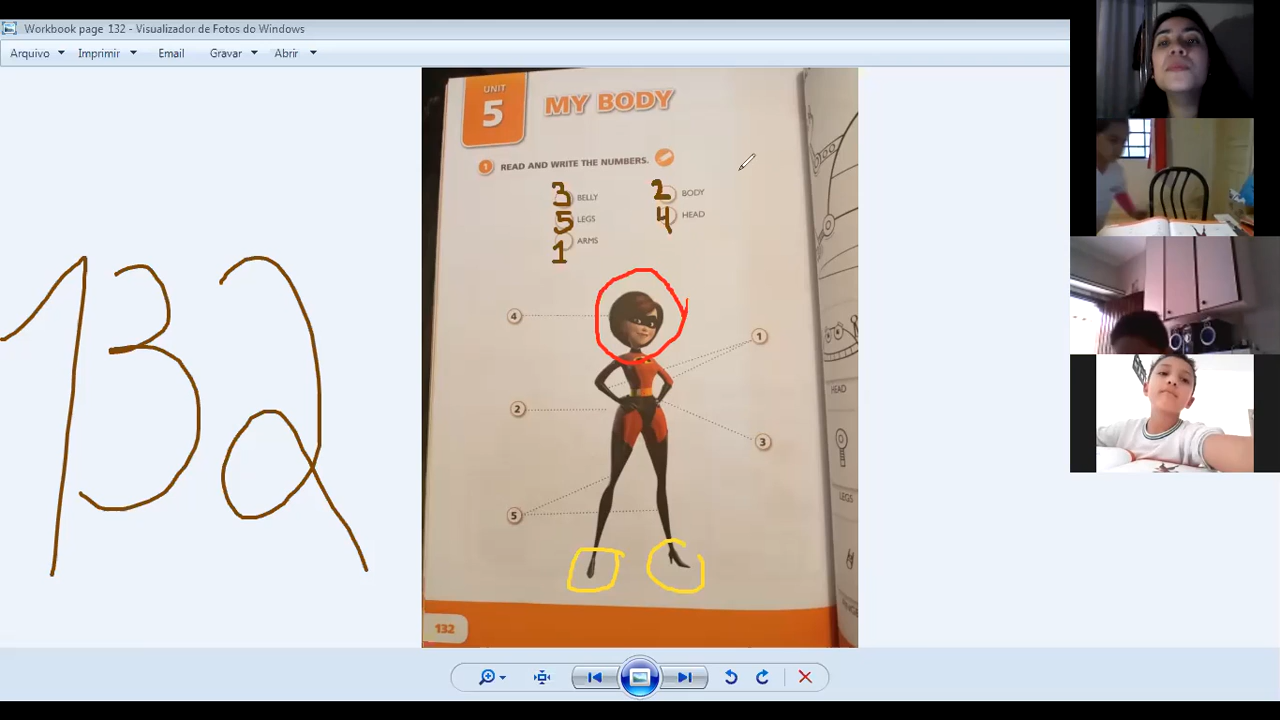 Workbook page 132 - Visualizador de Fotos do Windows
Arquivo Imprimir Email Gravar Abrir
UNIT 5
MY BODY
1 READ AND WRITE THE NUMBERS.
3 BELLY 2 BODY
5 LEGS 4 HEAD
1 ARMS
4
1
2
3
5
132
132
HEAD
LEGS